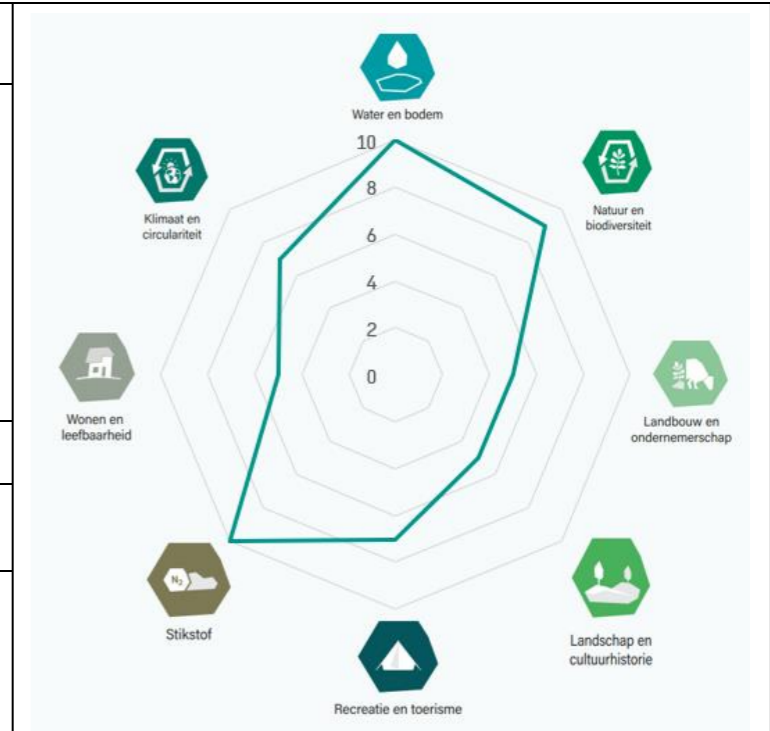 Water en bodem
10
8
6
4
2
0
Natuur en
biodiversiteit
Klimaat en
circulariteit
Landbouw en
ondernemerschap
Wonen en
leefbaarheid
N₂
Stikstof
Landschap en
cultuurhistorie
Recreatie en toerisme